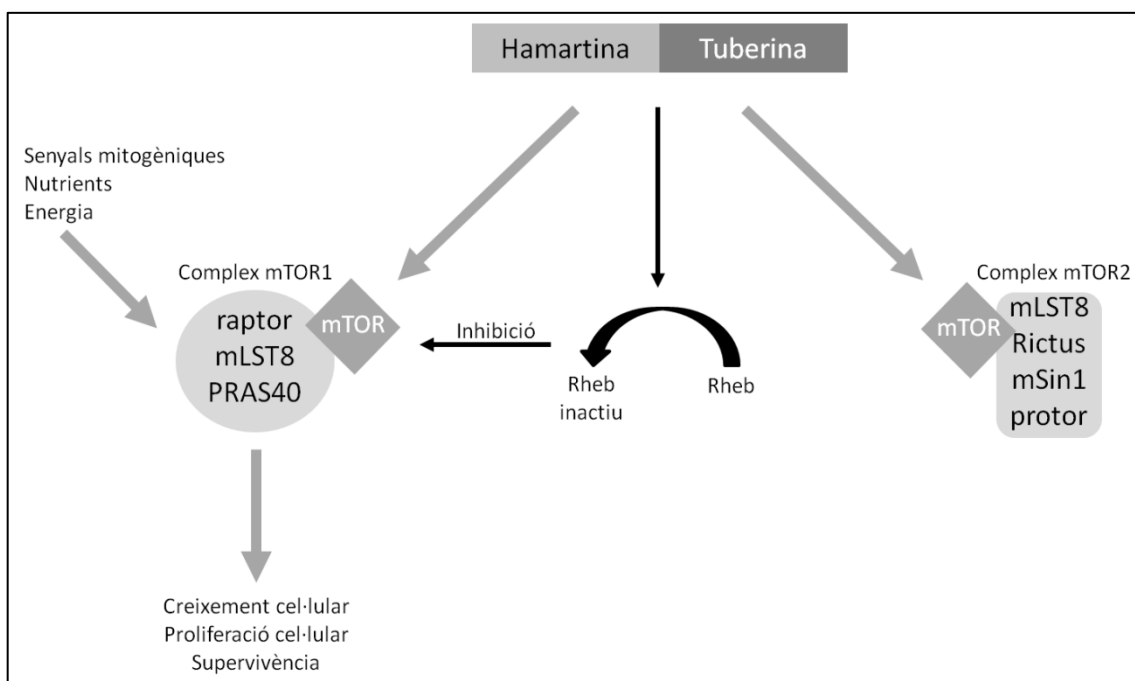 Hamartina
Tuberina
Senyals mitogèniques
Nutrients
Energia
Complex mTOR1
raptor
mLST8
PRAS40
mTOR
Inhibició
Rheb
inactiu
Rheb
Complex mTOR2
mTOR
mLST8
Rictus
mSin1
protor
Creixement cel·lular
Proliferació cel·lular
Supervivència